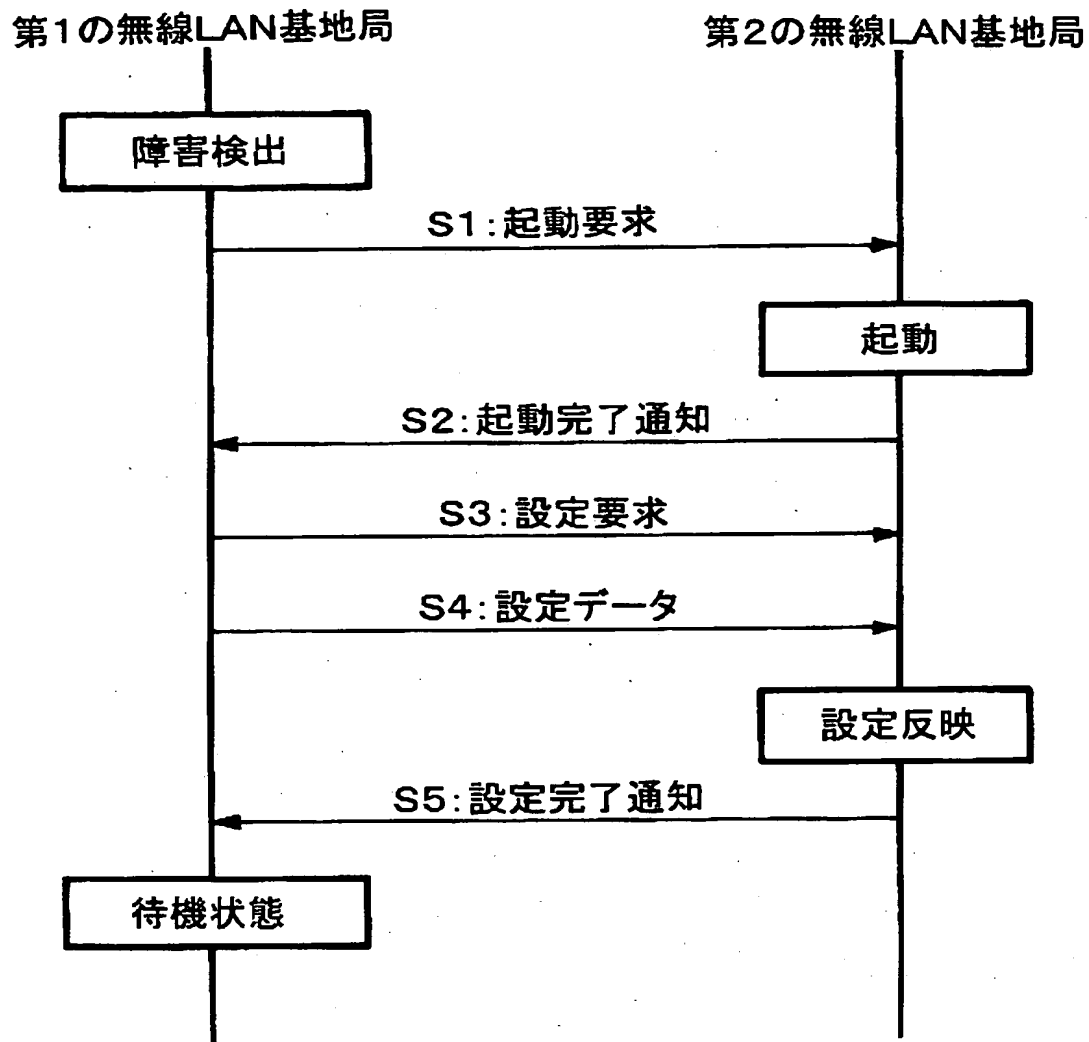 第1の無線LAN基地局
第2の無線LAN基地局
障害検出
S1:起動要求
起動
S2:起動完了通知
S3:設定要求
S4:設定データ
設定反映
S5:設定完了通知
待機状態